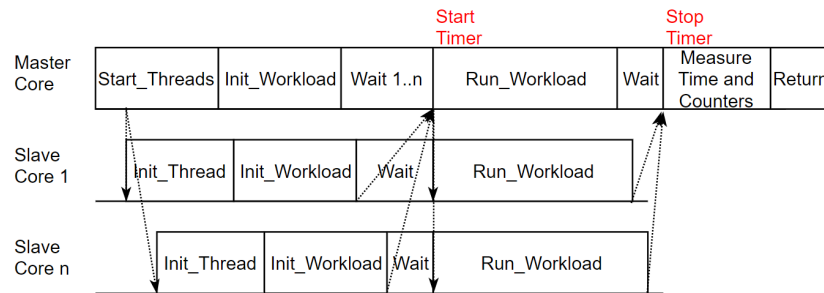 Start
Timer
Stop
Timer
Master
Core
Start_Threads
Init_Workload
Wait 1..n
Run_Workload
Wait
Measure
Time and
Counters
Return
Slave
Core 1
Init_Thread
Init_Workload
Wait
Run_Workload
Slave
Core n
Init_Thread
Init_Workload
Wait
Run_Workload